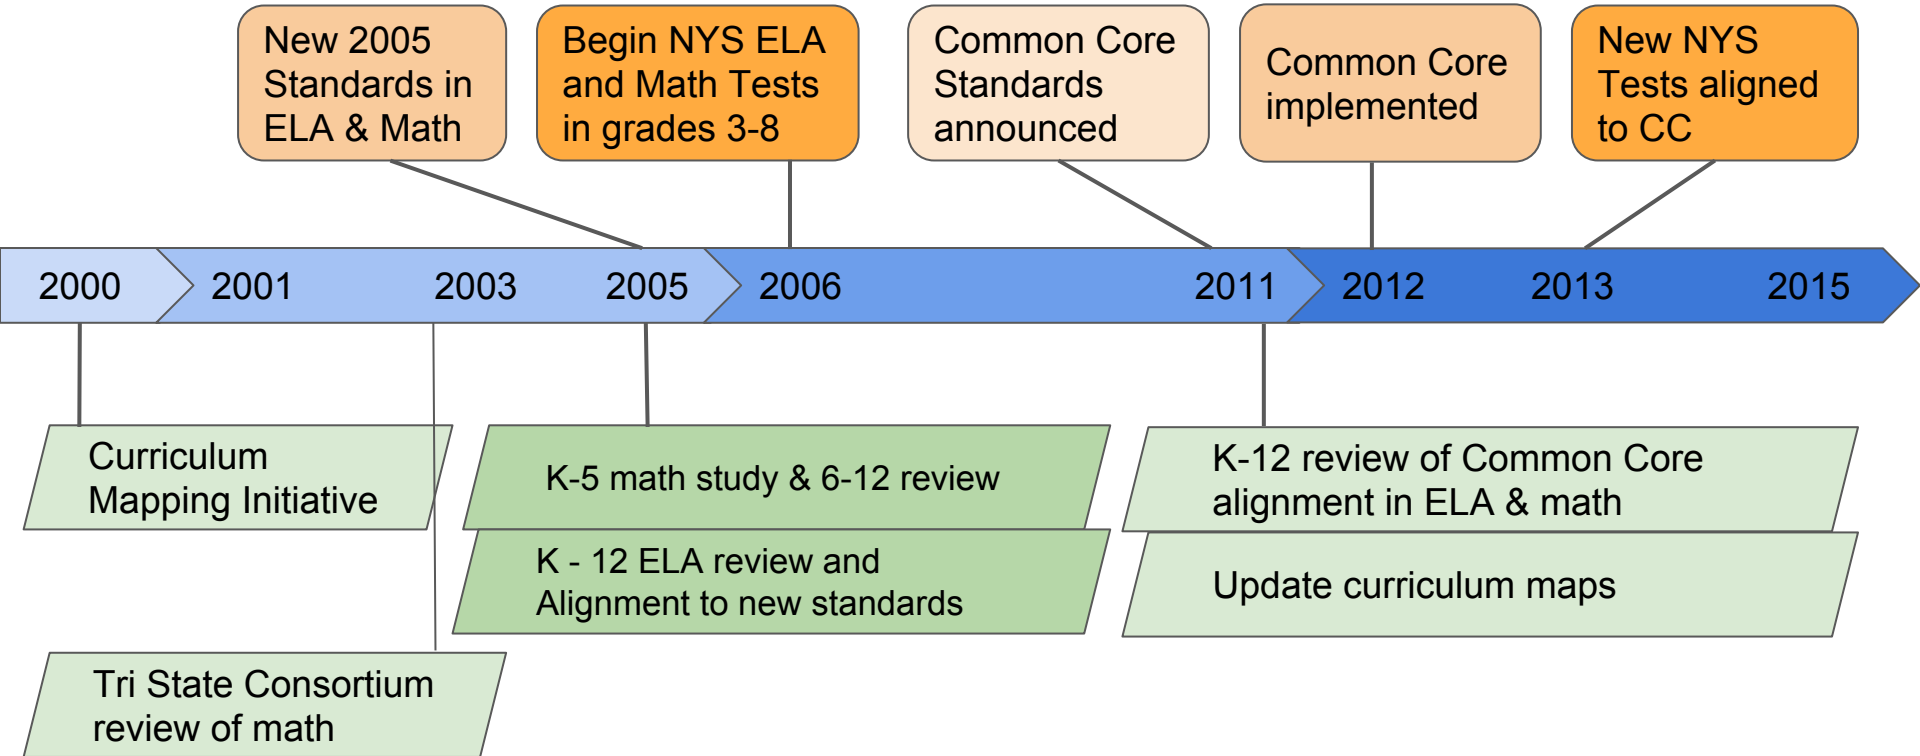 New 2005
Standards in
ELA & Math
Begin NYS ELA
and Math Tests
in grades 3-8
Common Core
Standards
announced
Common Core
implemented
New NYS
Tests aligned
to CC
2000
2001
2003
2005
2006
2011
2012
2013
2015
Curriculum
Mapping Initiative
K-5 math study & 6-12 review
K - 12 ELA review and
Alignment to new standards
K-12 review of Common Core
alignment in ELA & math
Update curriculum maps
Tri State Consortium
review of math